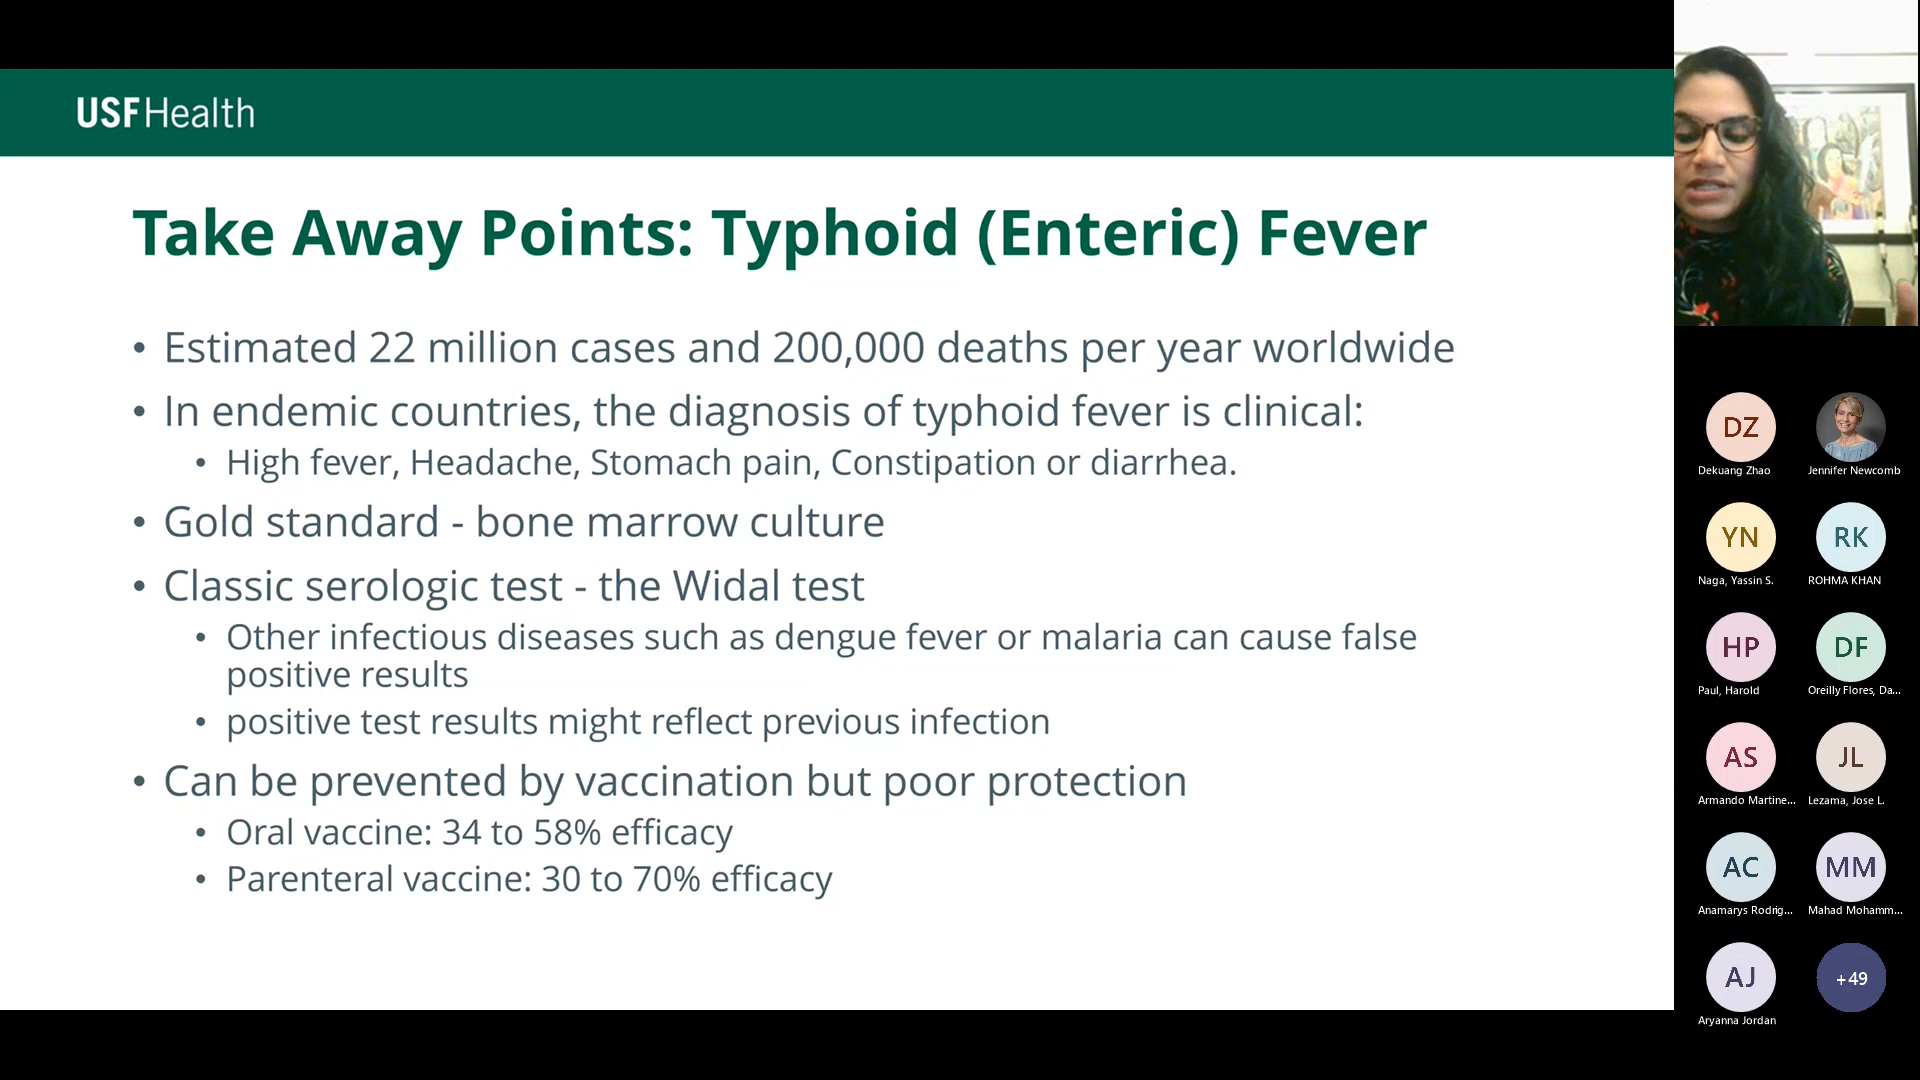 USFHealth
Take Away Points: Typhoid (Enteric) Fever
• Estimated 22 million cases and 200,000 deaths per year worldwide
• In endemic countries, the diagnosis of typhoid fever is clinical:
• High fever, Headache, Stomach pain, Constipation or diarrhea.
• Gold standard - bone marrow culture
• Classic serologic test - the Widal test
• Other infectious diseases such as dengue fever or malaria can cause false
positive results
• positive test results might reflect previous infection
• Can be prevented by vaccination but poor protection
• Oral vaccine: 34 to 58% efficacy
• Parenteral vaccine: 30 to 70% efficacy
DZ
Dekuang Zhao
Jennifer Newcomb
YN
Naga, Yassin S.
RK
ROHMA KHAN
HP
Paul, Harold
DF
Oreilly Flores, Da...
AS
Armando Martine...
JL
Lezama, Jose L.
AC
Anamarys Rodrig...
MM
Mahad Mohamm...
AJ
Aryanna Jordan
+49